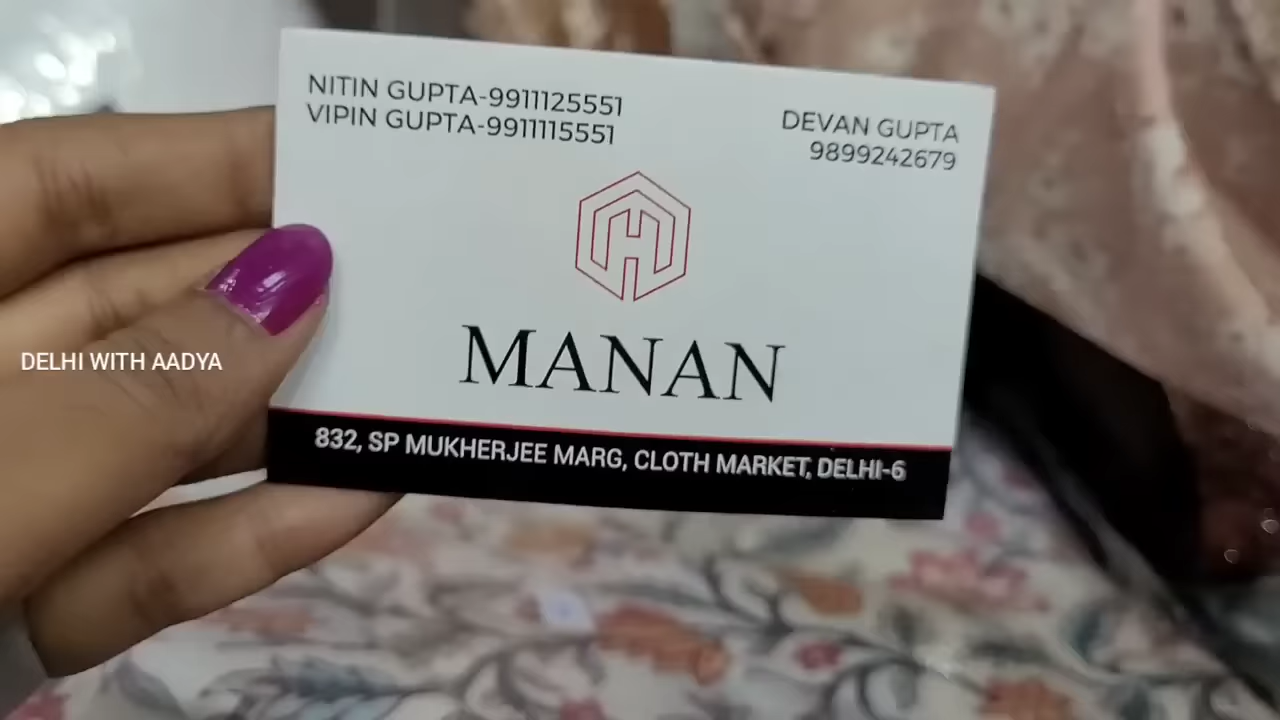 NITIN GUPTA-9911125551
VIPIN GUPTA-9911115551
DEVAN GUPTA
9899242679
MANAN
832, SP MUKHERJEE MARG, CLOTH MARKET, DELHI-6
DELHI WITH AADYA